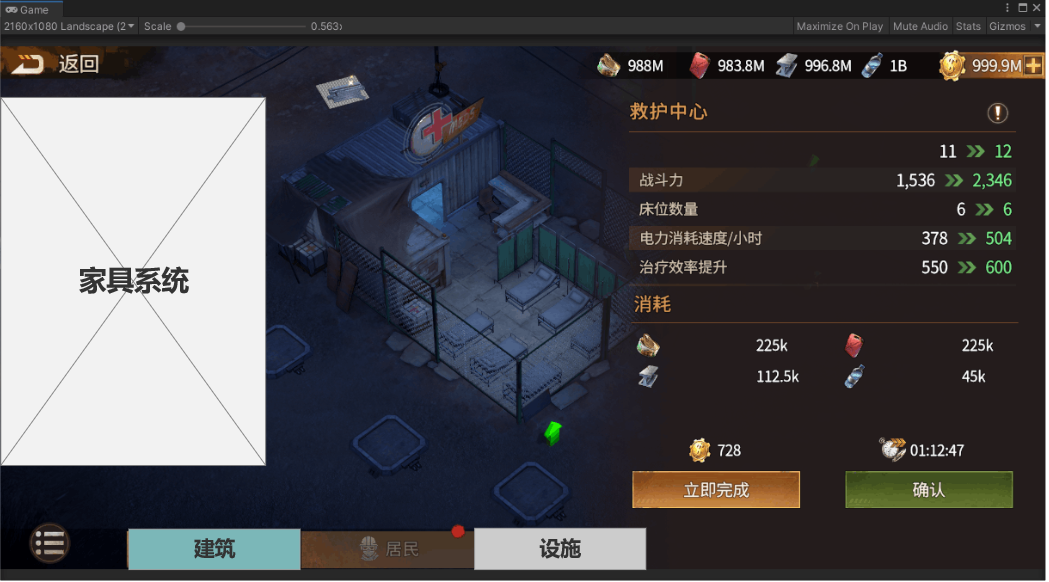 Game
2160x1080 Landscape (2 Scale 0.563x Maximize On Play Mute Audio Stats Gizmos
返回 988M 983.8M 996.8M 1B 999.9M
MEDS
救护中心
11 12
战斗力 1,536 2,346
床位数量 6 6
电力消耗速度/小时 378 504
治疗效率提升 550 600
家具系统
消耗
225k 225k
112.5k 45k
728 01:12:47
立即完成 确认
建筑 居民 设施